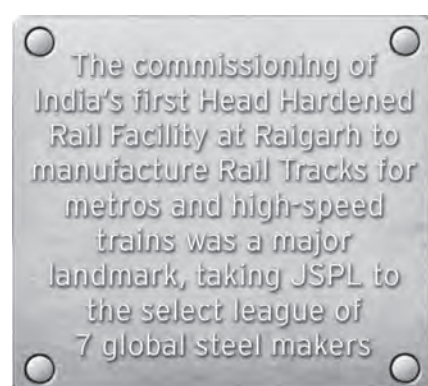 The commissioning of
India's first Head Hardened
Rail Facility at Raigarh to
manufacture Rail Tracks for
metros and high-speed
trains was a major
landmark, taking JSPL to
the select league of
7 global steel makers